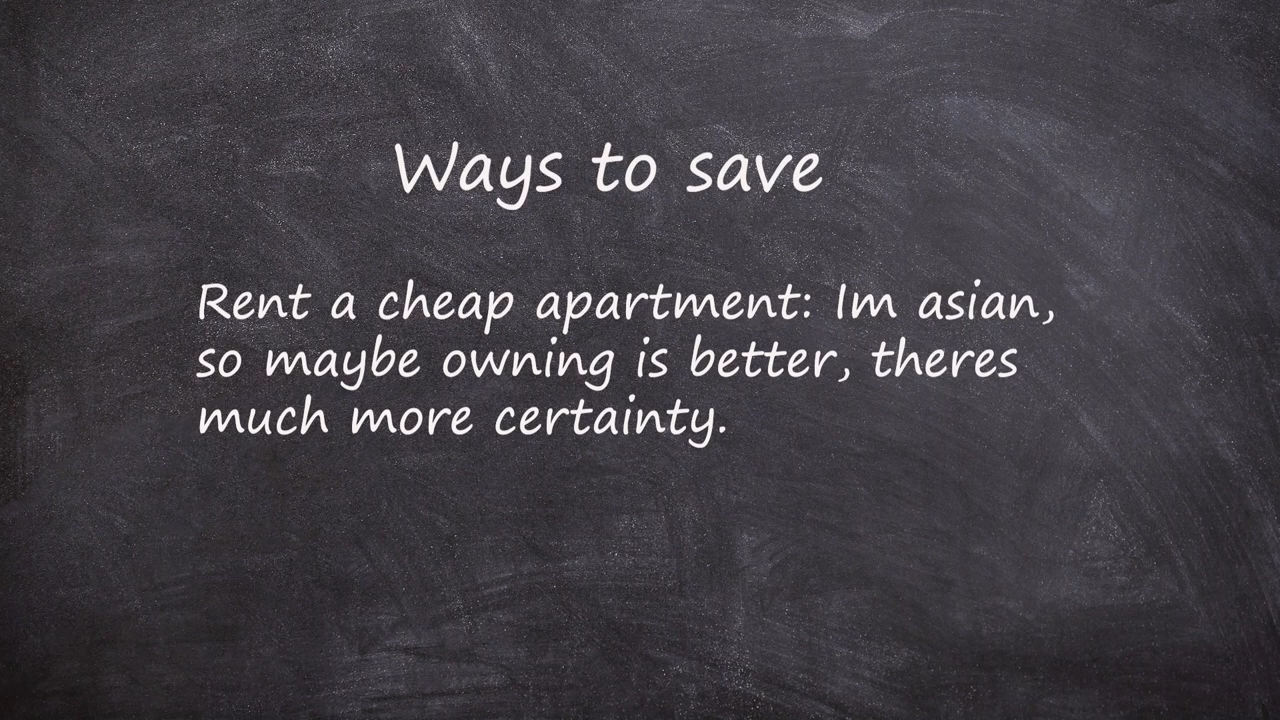 Ways to save
Rent a cheap apartment: Im asian,
so maybe owning is better, theres
much more certainty.